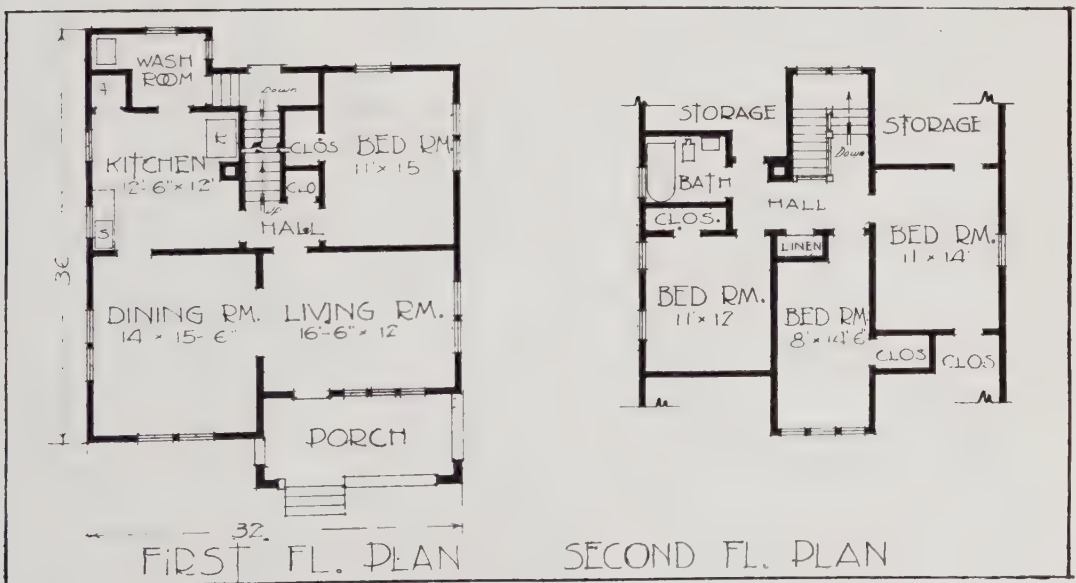 WASH
ROOM
Down
CLOS
BED RM.
11' × 15
KITCHEN
12'-6" × 12'
R
CLO
UP
S
HALL
36
DINING RM.
14 × 15-6"
LIVING RM.
16'-6" × 12'
PORCH
32.
FIRST FL. PLAN
STORAGE
STORAGE
Down
BATH
CLOS.
HALL
LINEN
BED RM.
11 × 14'
BED RM.
11' × 12
BED RM
8' × 14'6"
CLOS
CLOS
SECOND FL. PLAN